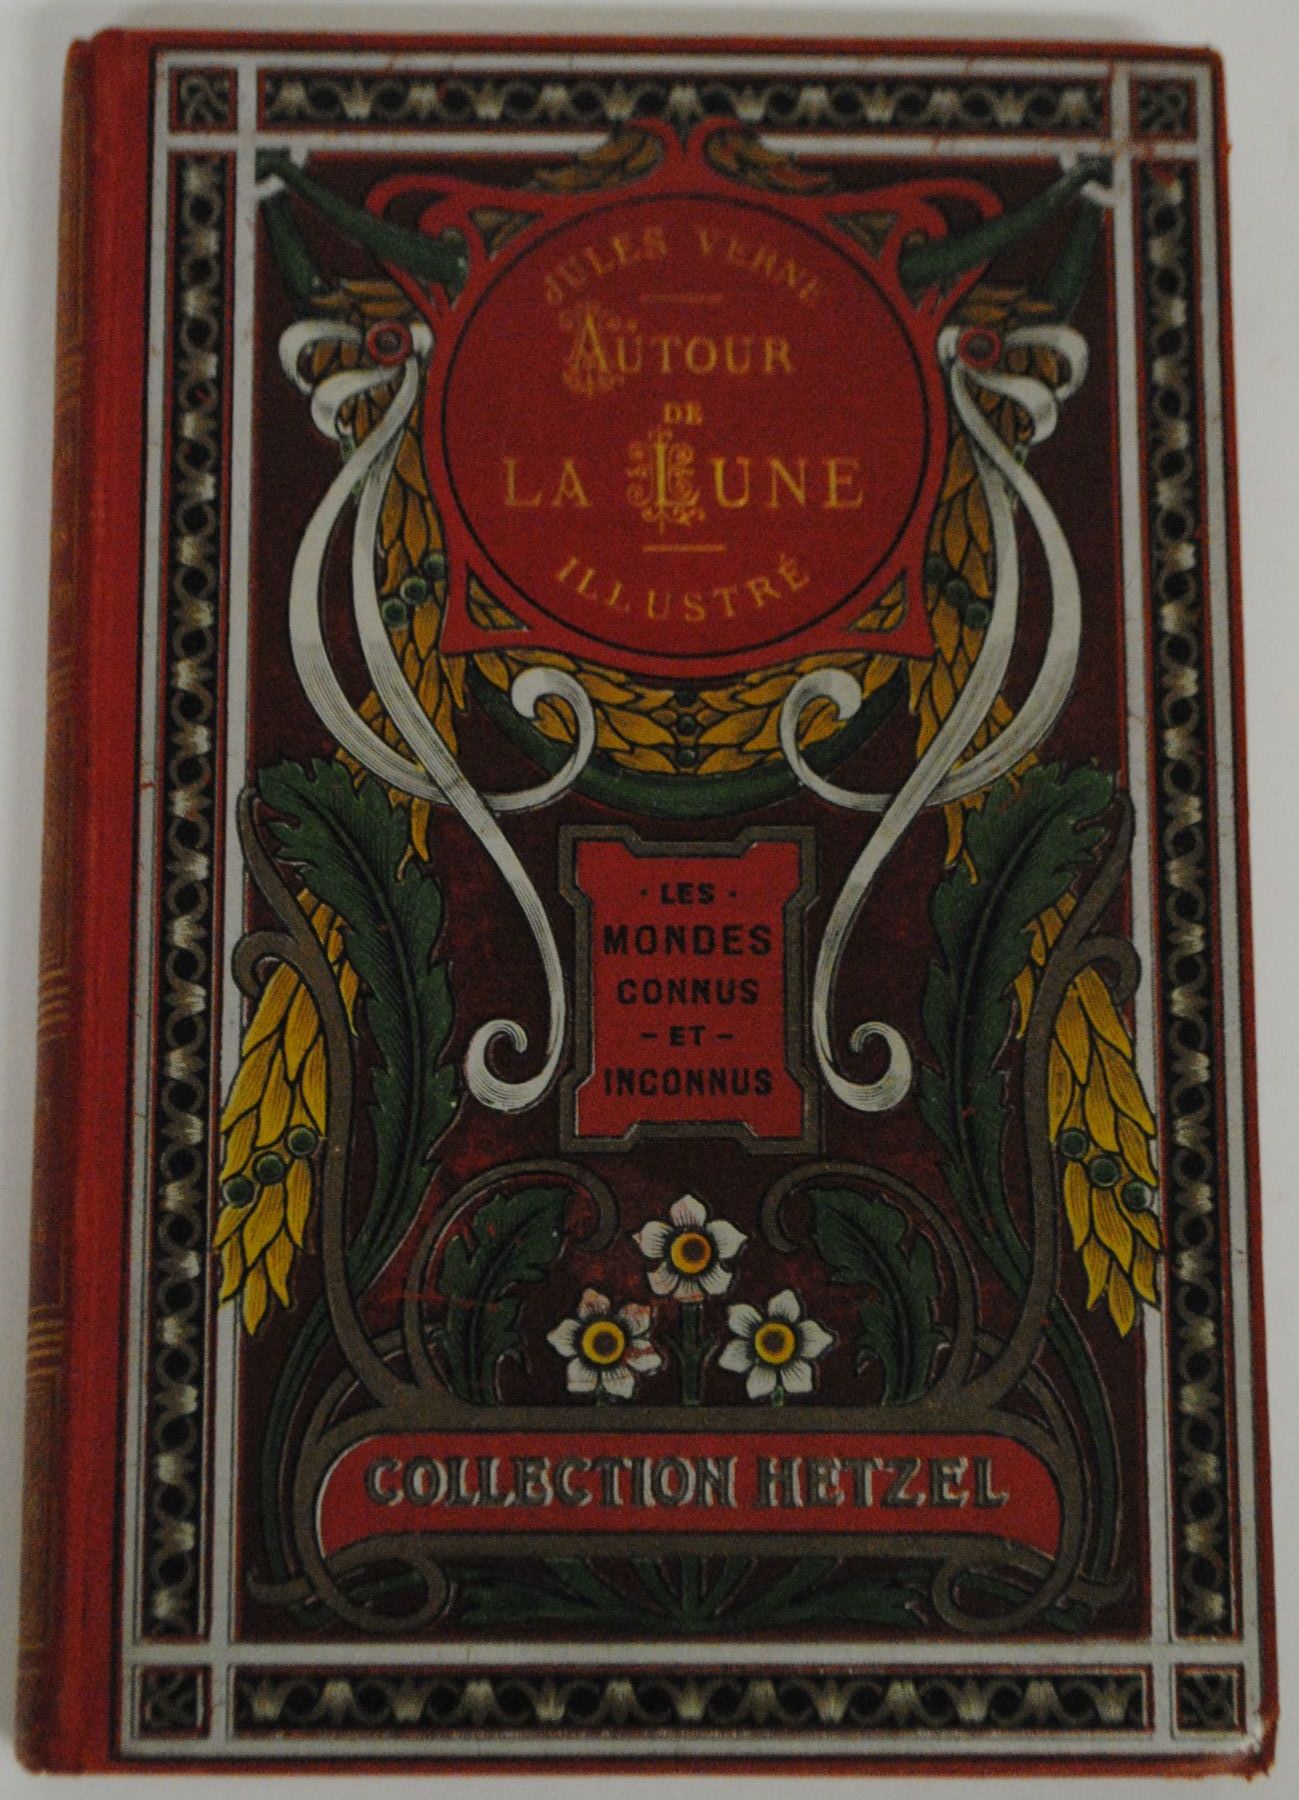 JULES VERNE
AUTOUR
DE
LA LUNE
ILLUSTRÉ
· LES ·
MONDES
CONNUS
- ET -
INCONNUS
COLLECTION HETZEL